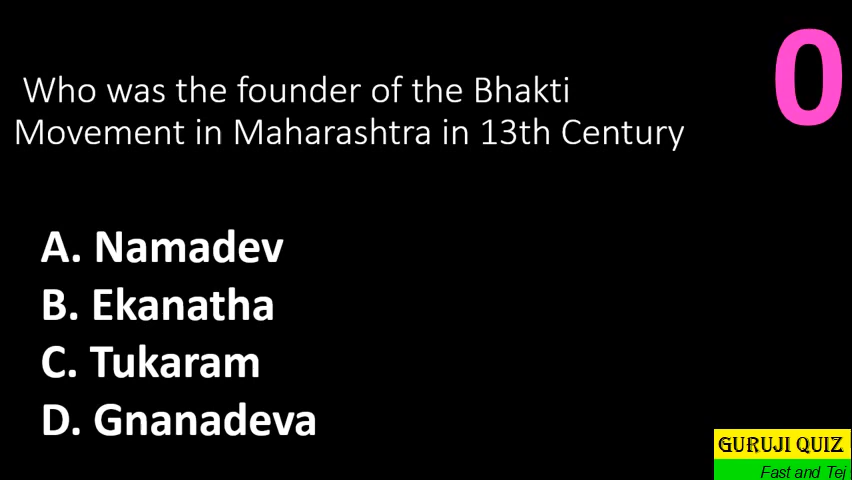 0
Who was the founder of the Bhakti
Movement in Maharashtra in 13th Century
A. Namadev
B. Ekanatha
C. Tukaram
D. Gnanadeva
GURUJI QUIZ
Fast and Tej